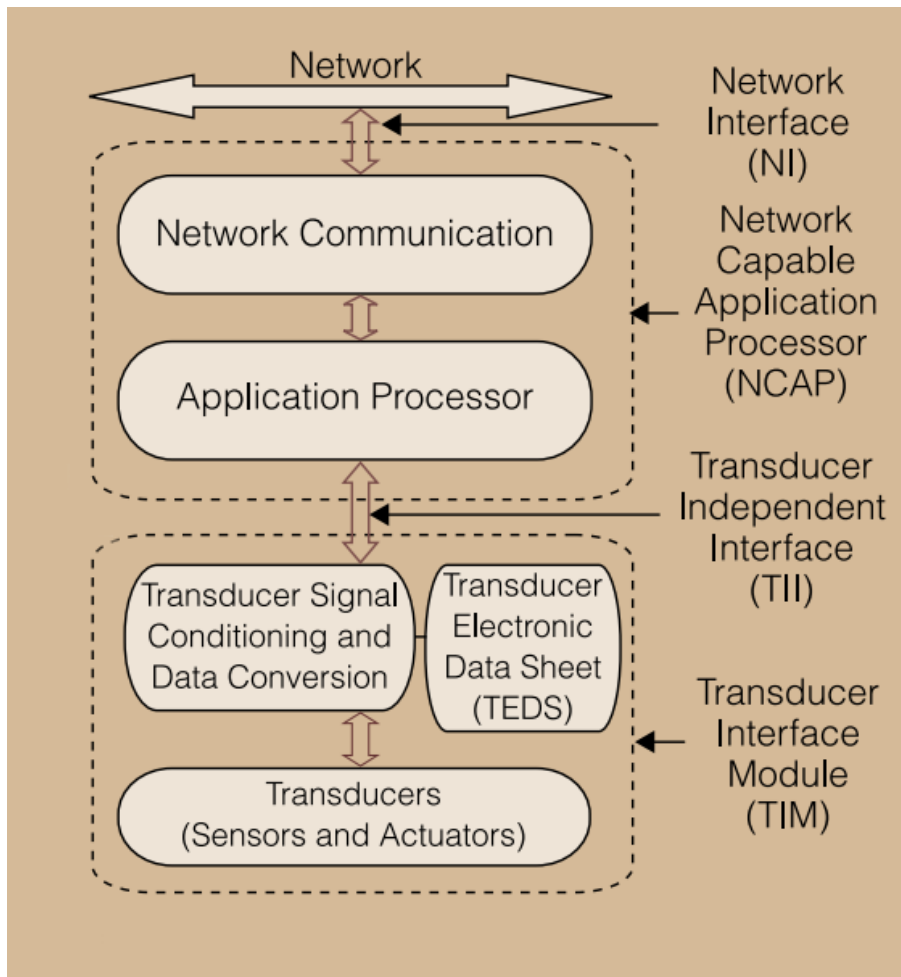 Network
Network
Interface
(NI)
Network Communication
Network
Capable
Application
Processor
(NCAP)
Application Processor
Transducer
Independent
Interface
(TII)
Transducer Signal
Conditioning and
Data Conversion
Transducer
Electronic
Data Sheet
(TEDS)
Transducer
Interface
Module
(TIM)
Transducers
(Sensors and Actuators)